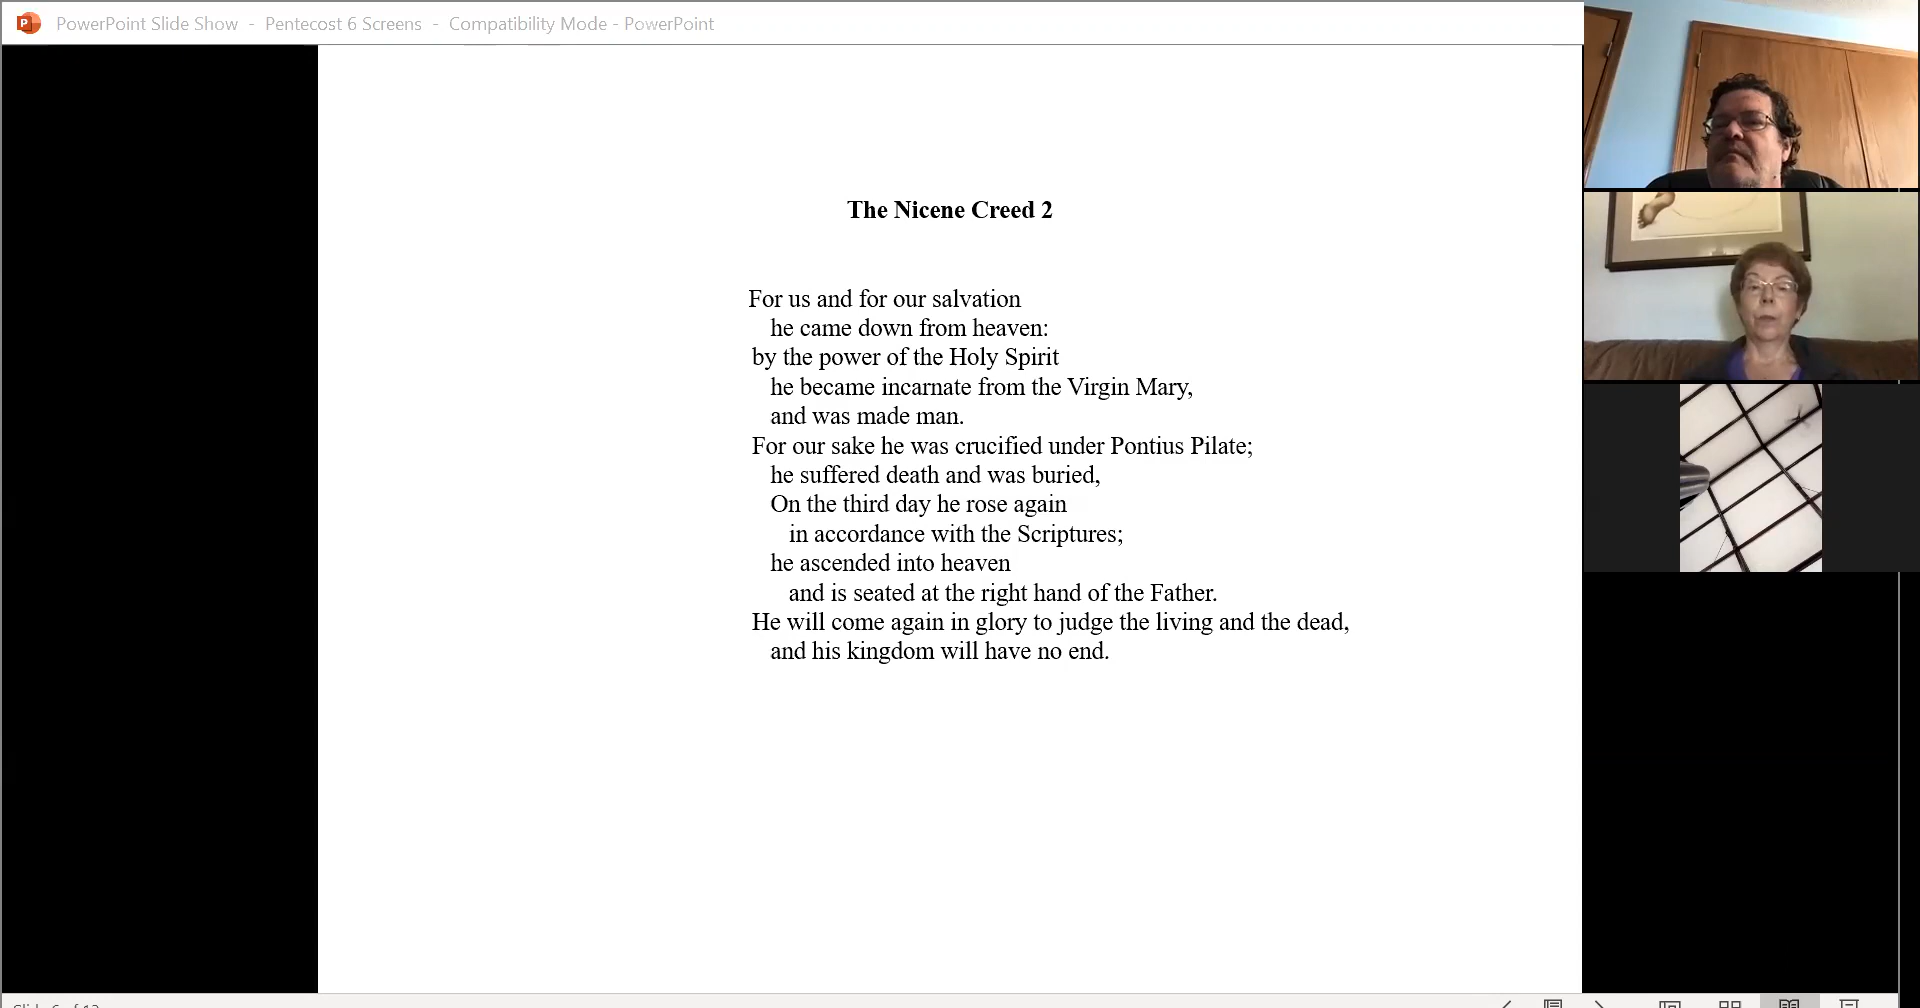 PowerPoint Slide Show - Pentecost 6 Screens - Compatibility Mode - PowerPoint
The Nicene Creed 2
For us and for our salvation
he came down from heaven:
by the power of the Holy Spirit
he became incarnate from the Virgin Mary,
and was made man.
For our sake he was crucified under Pontius Pilate;
he suffered death and was buried,
On the third day he rose again
in accordance with the Scriptures;
he ascended into heaven
and is seated at the right hand of the Father.
He will come again in glory to judge the living and the dead,
and his kingdom will have no end.